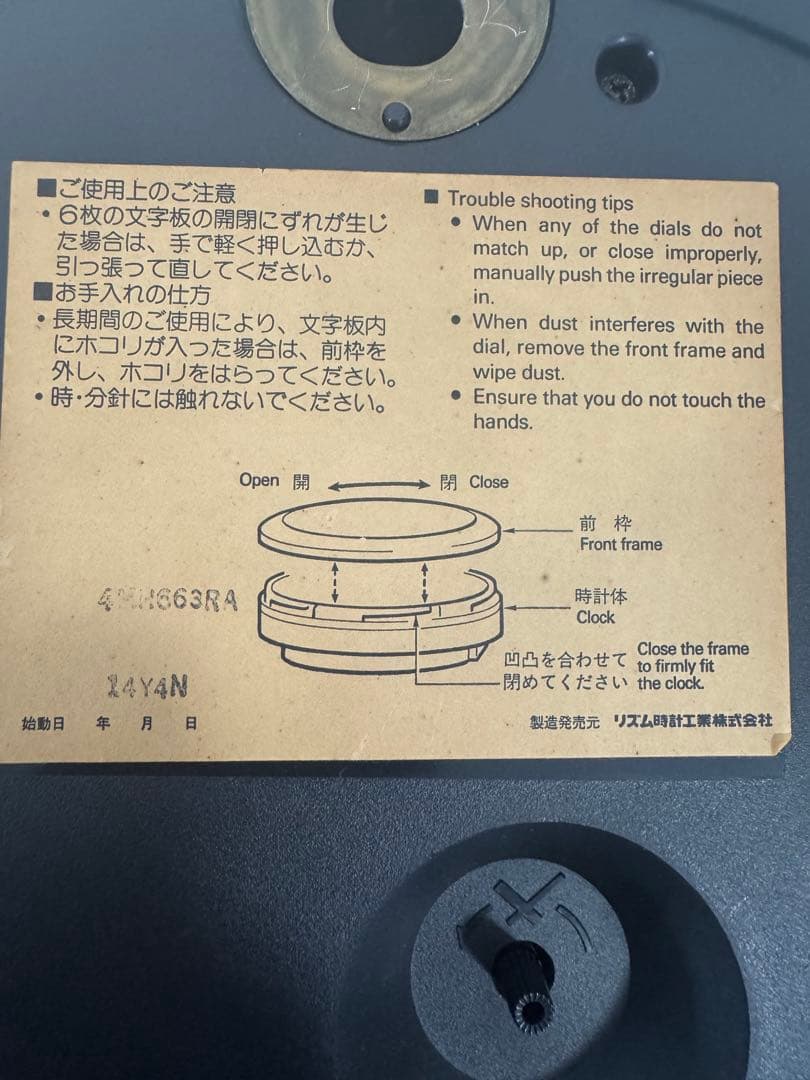 ■ご使用上のご注意
・6枚の文字板の開閉にずれが生じ
た場合は、手で軽く押し込むか、
引っ張って直してください。
■お手入れの仕方
・長期間のご使用により、文字板内
にホコリが入った場合は、前枠を
外し、ホコリをはらってください。
・時・分針には触れないでください。
■ Trouble shooting tips
● When any of the dials do not
match up, or close improperly,
manually push the irregular piece
in.
● When dust interferes with the
dial, remove the front frame and
wipe dust.
● Ensure that you do not touch the
hands.
Open 開 閉 Close
前 枠
Front frame
時計体
Clock
凹凸を合わせて
閉めてください
Close the frame
to firmly fit
the clock.
14Y4N
始動日 年 月 日
製造発売元 リズム時計工業株式会社